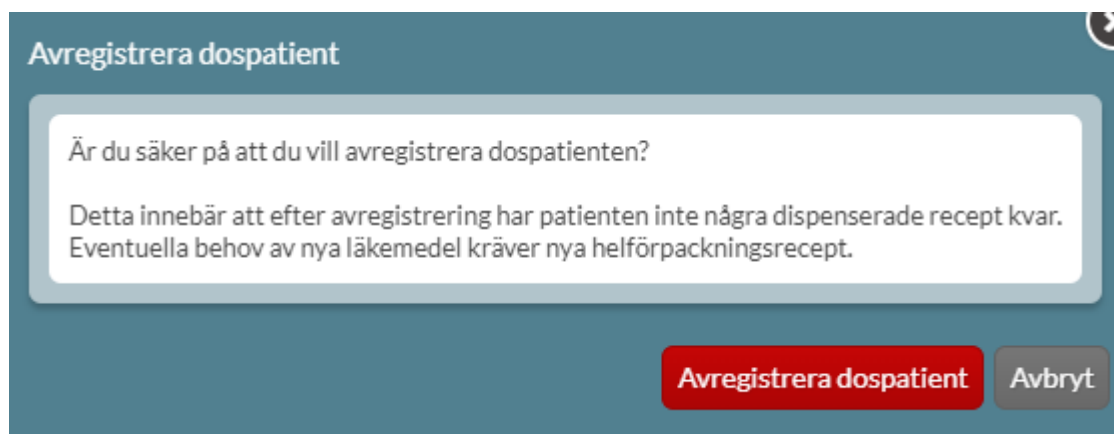 Avregistrera dospatient
Är du säker på att du vill avregistrera dospatienten?
Detta innebär att efter avregistrering har patienten inte några dispenserade recept kvar.
Eventuella behov av nya läkemedel kräver nya helförpackningsrecept.
Avregistrera dospatient
Avbryt